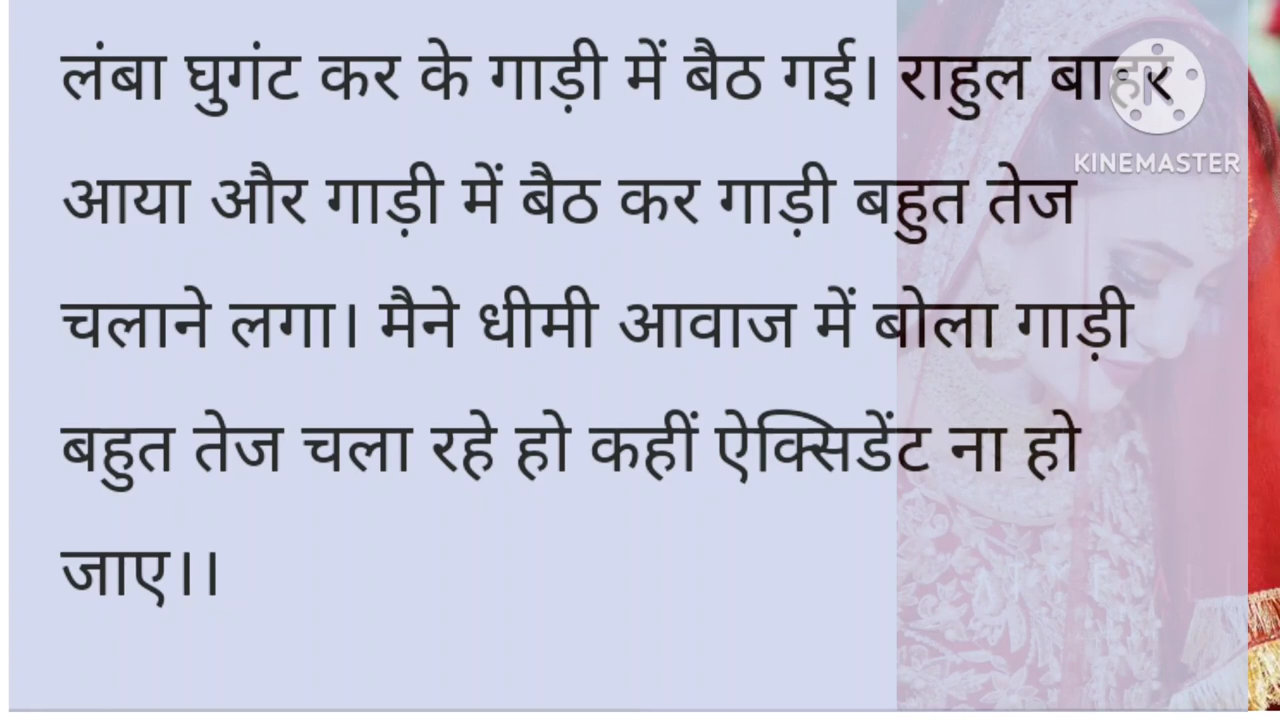 लंबा घुगंट कर के गाड़ी में बैठ गई। राहुल बाहर
KINEMASTER
आया और गाड़ी में बैठ कर गाड़ी बहुत तेज
चलाने लगा। मैने धीमी आवाज में बोला गाड़ी
बहुत तेज चला रहे हो कहीं ऐक्सिडेंट ना हो
जाए।।